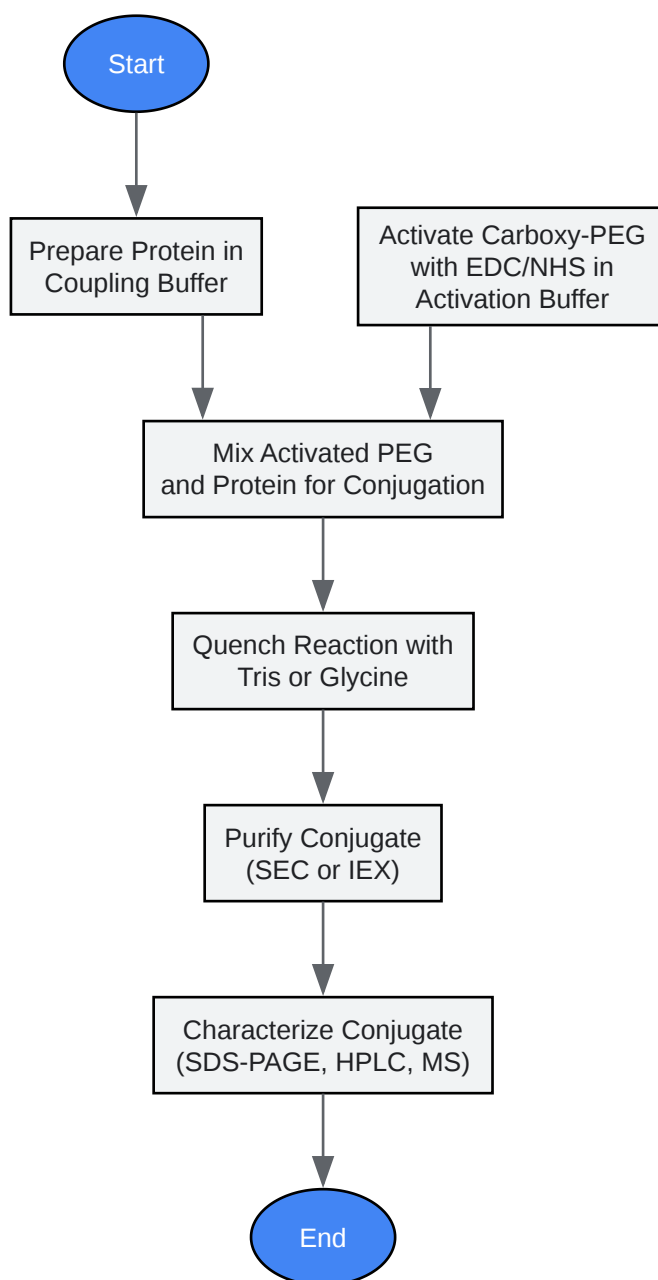 Start
Prepare Protein in
Coupling Buffer
Activate Carboxy-PEG
with EDC/NHS in
Activation Buffer
Mix Activated PEG
and Protein for Conjugation
Quench Reaction with
Tris or Glycine
Purify Conjugate
(SEC or IEX)
Characterize Conjugate
(SDS-PAGE, HPLC, MS)
End